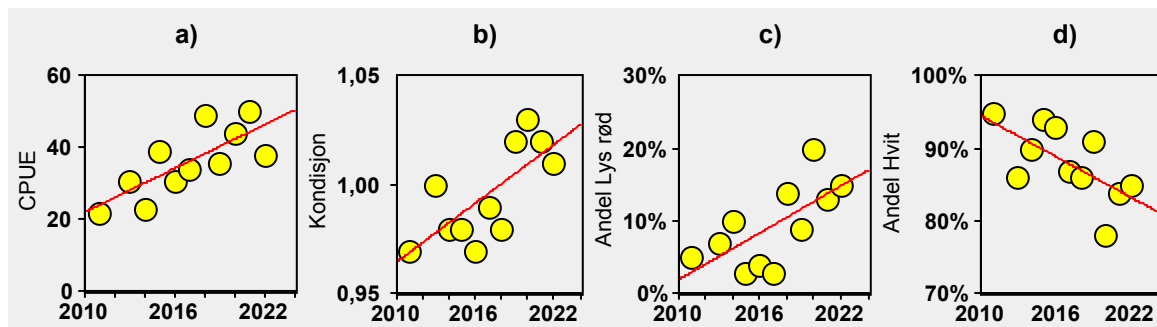 a)
CPUE
60
40
20
0
2010 2016 2022
b)
Kondisjon
1,05
1,00
0,95
2010 2016 2022
c)
Andel Lys rød
30%
20%
10%
0%
2010 2016 2022
d)
Andel Hvit
100%
90%
80%
70%
2010 2016 2022